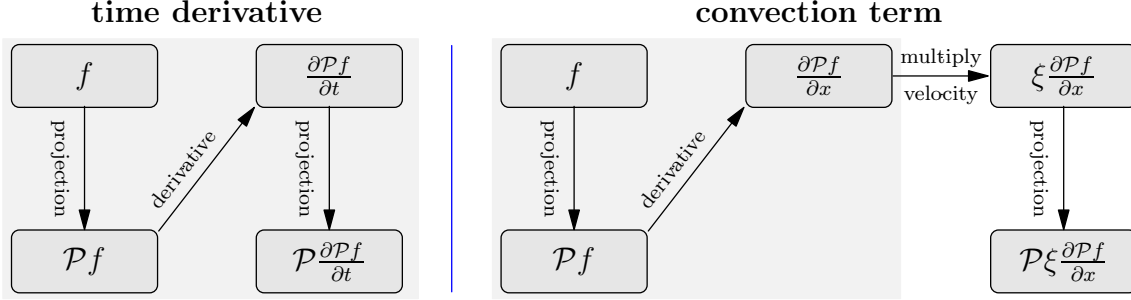 time derivative
f
∂𝒫f/∂t
projection
derivative
projection
𝒫f
𝒫 ∂𝒫f/∂t
convection term
f
∂𝒫f/∂x
multiply
velocity
ξ ∂𝒫f/∂x
projection
derivative
projection
𝒫f
𝒫ξ ∂𝒫f/∂x